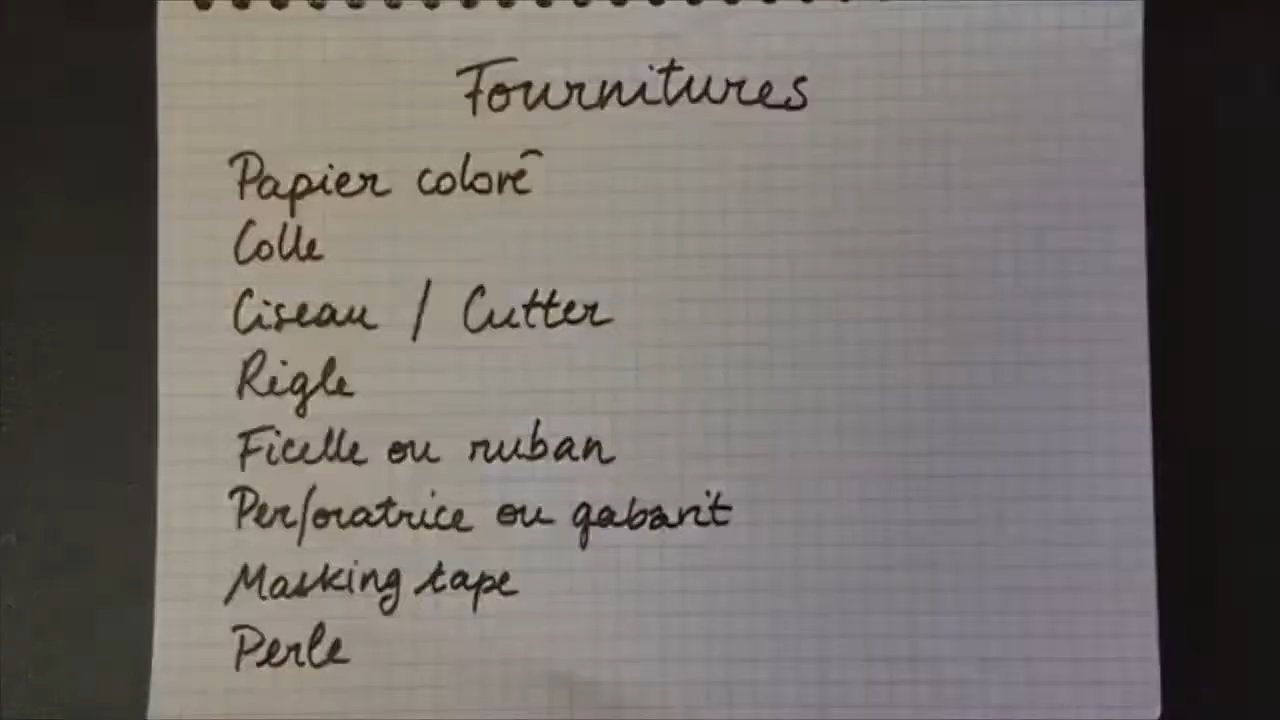 Fournitures
Papier coloré
Colle
Ciseau / Cutter
Règle
Ficelle ou ruban
Perforatrice ou gabarit
Masking tape
Perle